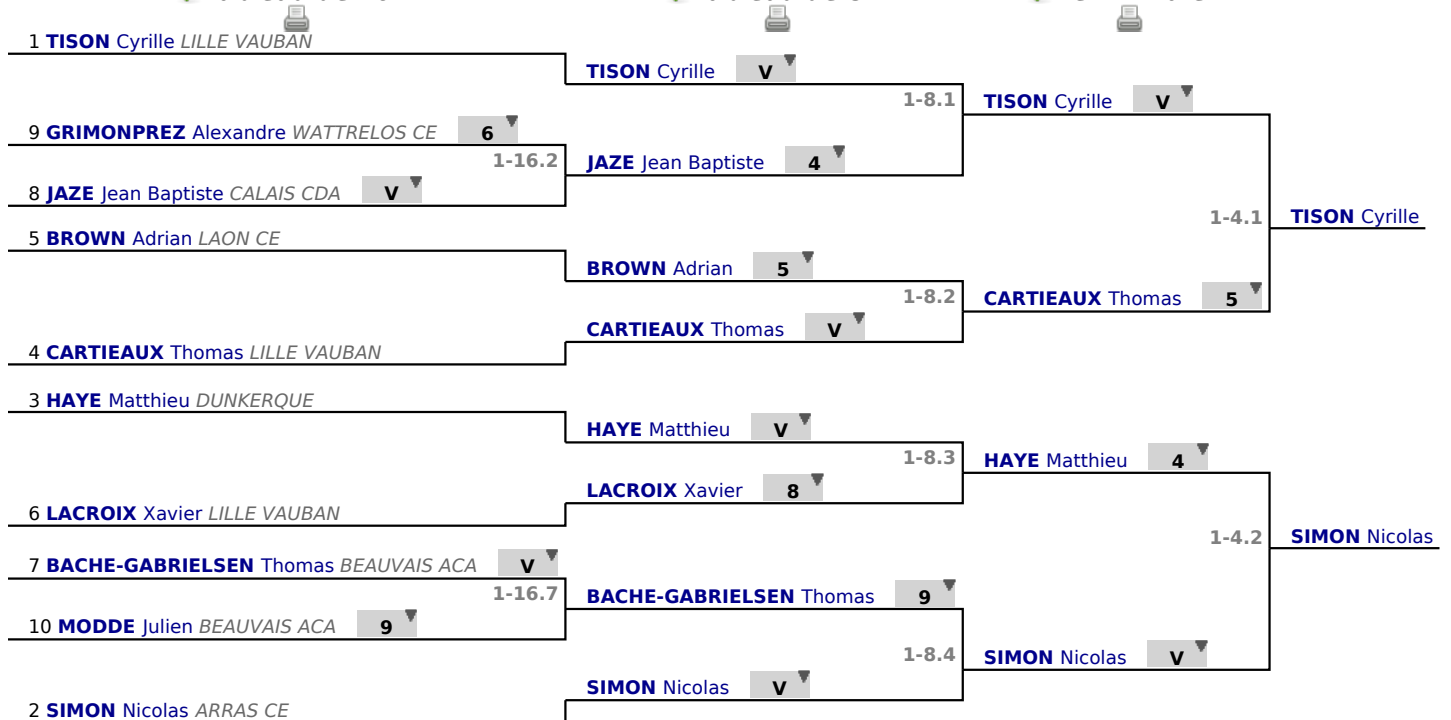 1 TISON Cyrille LILLE VAUBAN
9 GRIMONPREZ Alexandre WATTRELOS CE 6
1-16.2
8 JAZE Jean Baptiste CALAIS CDA V
5 BROWN Adrian LAON CE
4 CARTIEAUX Thomas LILLE VAUBAN
3 HAYE Matthieu DUNKERQUE
6 LACROIX Xavier LILLE VAUBAN
7 BACHE-GABRIELSEN Thomas BEAUVAIS ACA V
1-16.7
10 MODDE Julien BEAUVAIS ACA 9
2 SIMON Nicolas ARRAS CE
TISON Cyrille V
1-8.1
JAZE Jean Baptiste 4
BROWN Adrian 5
1-8.2
CARTIEAUX Thomas V
HAYE Matthieu V
1-8.3
LACROIX Xavier 8
BACHE-GABRIELSEN Thomas 9
1-8.4
SIMON Nicolas V
TISON Cyrille V
1-4.1
CARTIEAUX Thomas 5
HAYE Matthieu 4
1-4.2
SIMON Nicolas V
TISON Cyrille
SIMON Nicolas